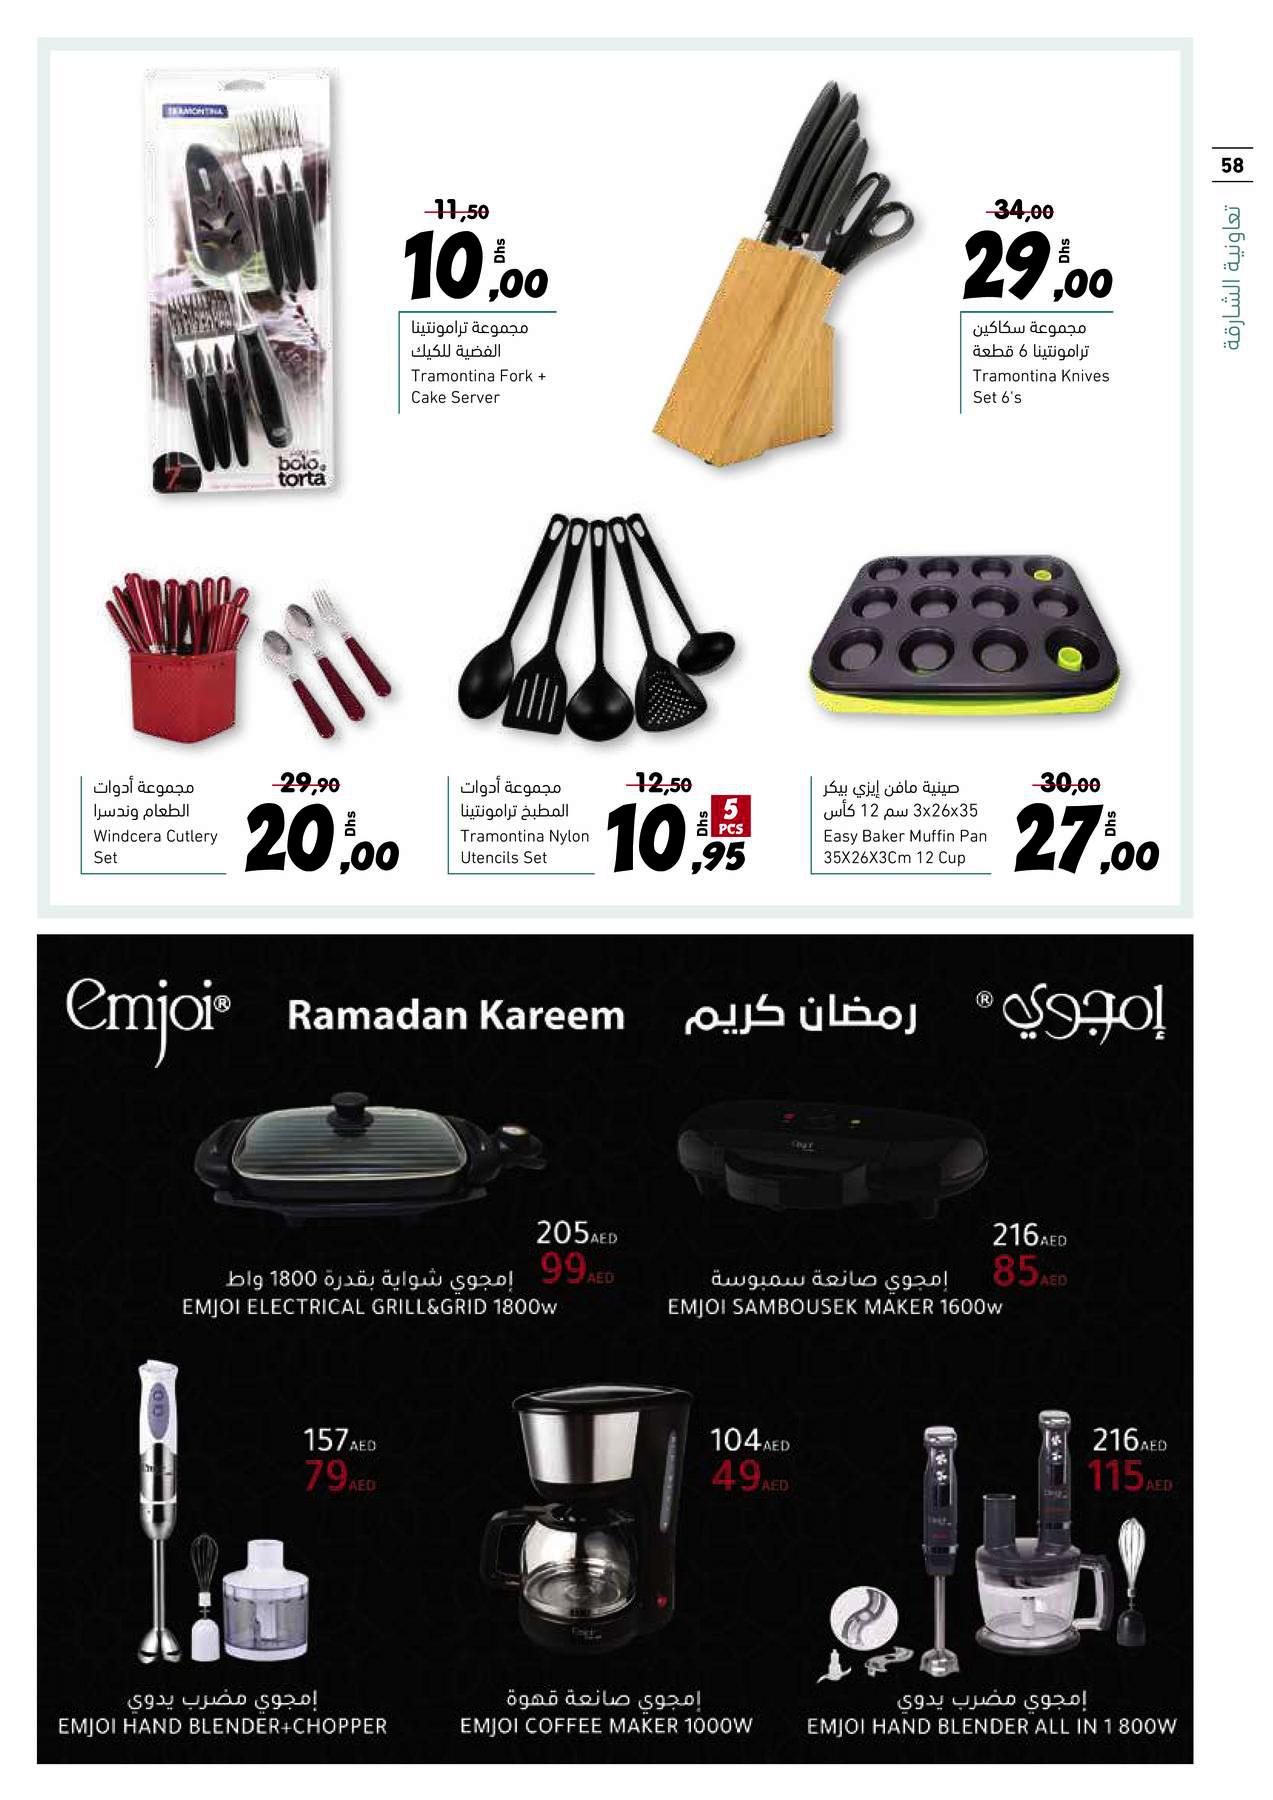 58
تعاونية الشارقة
TRAMONTINA
7
bolo e
torta
11,50
10,00 Dhs
مجموعة ترامونتينا
الفضية للكيك
Tramontina Fork +
Cake Server
34,00
29,00 Dhs
مجموعة سكاكين
ترامونتينا 6 قطعة
Tramontina Knives
Set 6's
مجموعة أدوات
الطعام وندسرا
Windcera Cutlery
Set
29,90
20,00 Dhs
مجموعة أدوات
المطبخ ترامونتينا
Tramontina Nylon
Utencils Set
12,50
10,95 Dhs
5
PCS
صينية مافن إيزي بيكر
3x26x35 سم 12 كأس
Easy Baker Muffin Pan
35X26X3Cm 12 Cup
30,00
27,00 Dhs
emjoi®
Ramadan Kareem
رمضان كريم
إمجوي®
205AED
99AED
إمجوي شواية بقدرة 1800 واط
EMJOI ELECTRICAL GRILL&GRID 1800w
216AED
85AED
إمجوي صانعة سمبوسة
EMJOI SAMBOUSEK MAKER 1600w
157AED
79AED
إمجوي مضرب يدوي
EMJOI HAND BLENDER+CHOPPER
104AED
49AED
إمجوي صانعة قهوة
EMJOI COFFEE MAKER 1000W
216AED
115AED
إمجوي مضرب يدوي
EMJOI HAND BLENDER ALL IN 1 800W